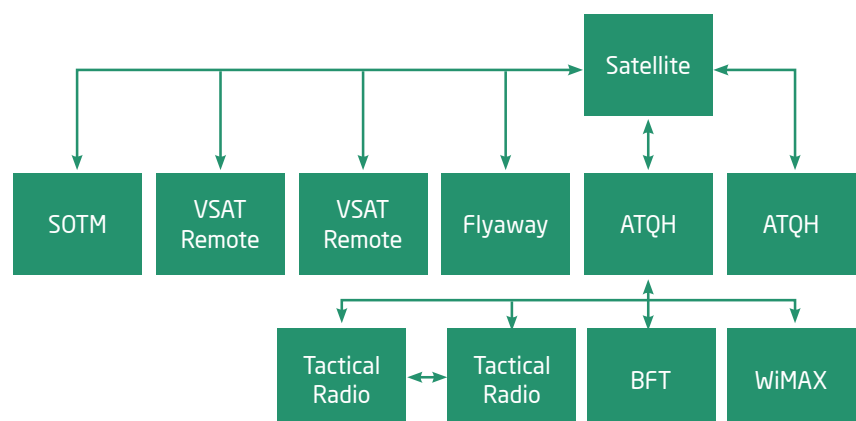 Satellite
SOTM
VSAT
Remote
VSAT
Remote
Flyaway
ATQH
ATQH
Tactical
Radio
Tactical
Radio
BFT
WiMAX